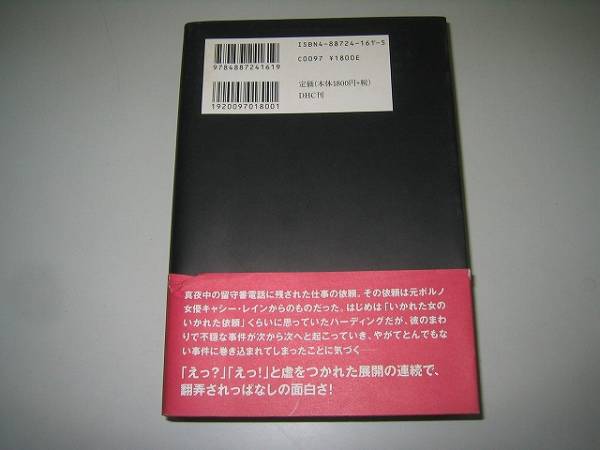 ISBN4-88724-161-5
C0097 ¥1800E
9784887241619
定価(本体1800円+税)
DHC刊
1920097018001
真夜中の留守番電話に残された仕事の依頼。その依頼は元ポルノ
女優キャシー・レインからのものだった。はじめは「いかれた女の
いかれた依頼」くらいに思っていたハーディングだが、彼のまわ
りで不穏な事件が次から次へと起こっていき、やがてとんでもな
い事件に巻き込まれてしまったことに気づく——
「えっ?」「えっ!」と虚をつかれた展開の連続で、
翻弄されっぱなしの面白さ!